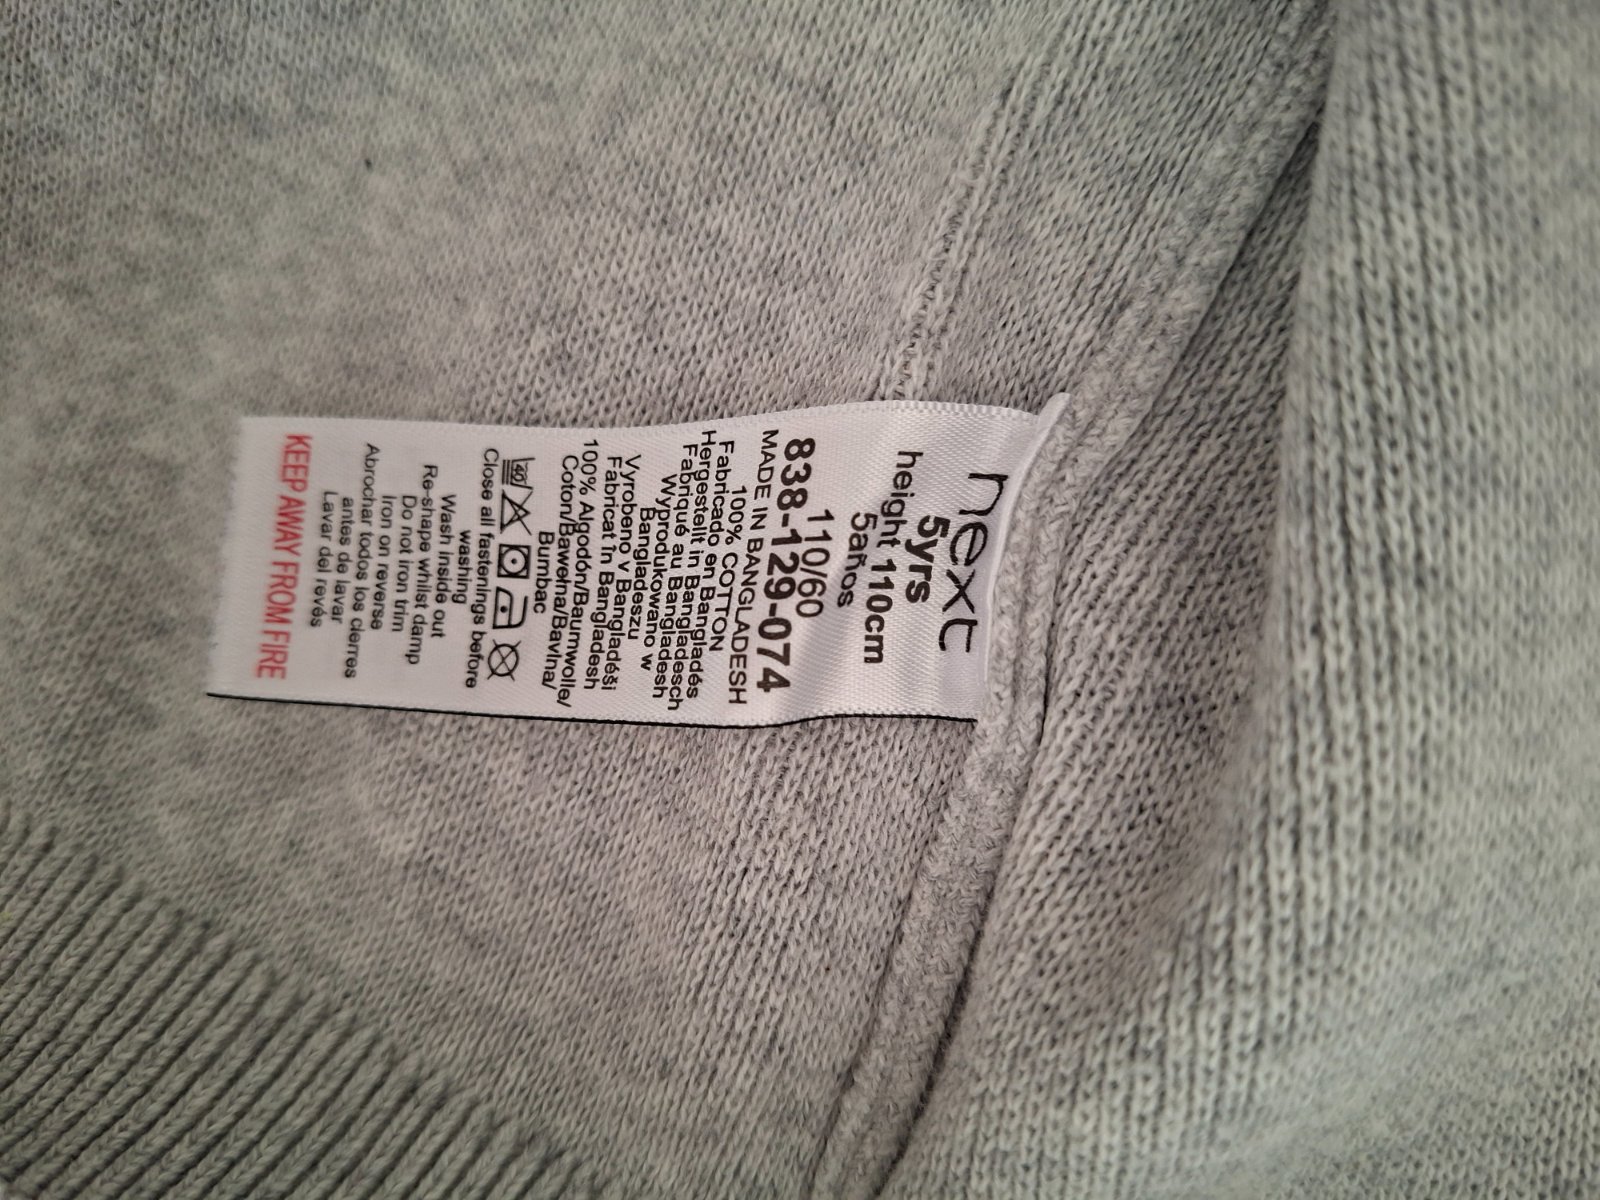 next
5yrs
height 110cm
5años
110/60
838-129-074
MADE IN BANGLADESH
100% COTTON
Fabricado en Bangladés
Hergestellt in Bangladesch
Fabriqué au Bangladesh
Wyprodukowano w
Bangladeszu
Vyrobeno v Bangladéši
Fabricat în Bangladesh
100% Algodón/Baumwolle/
Coton/Bawełna/Bavlna/
Bumbac
Close all fastenings before
washing
Wash inside out
Re-shape whilst damp
Do not iron trim
Iron on reverse
Abrochar todos los cierres
antes de lavar
Lavar del revés
KEEP AWAY FROM FIRE